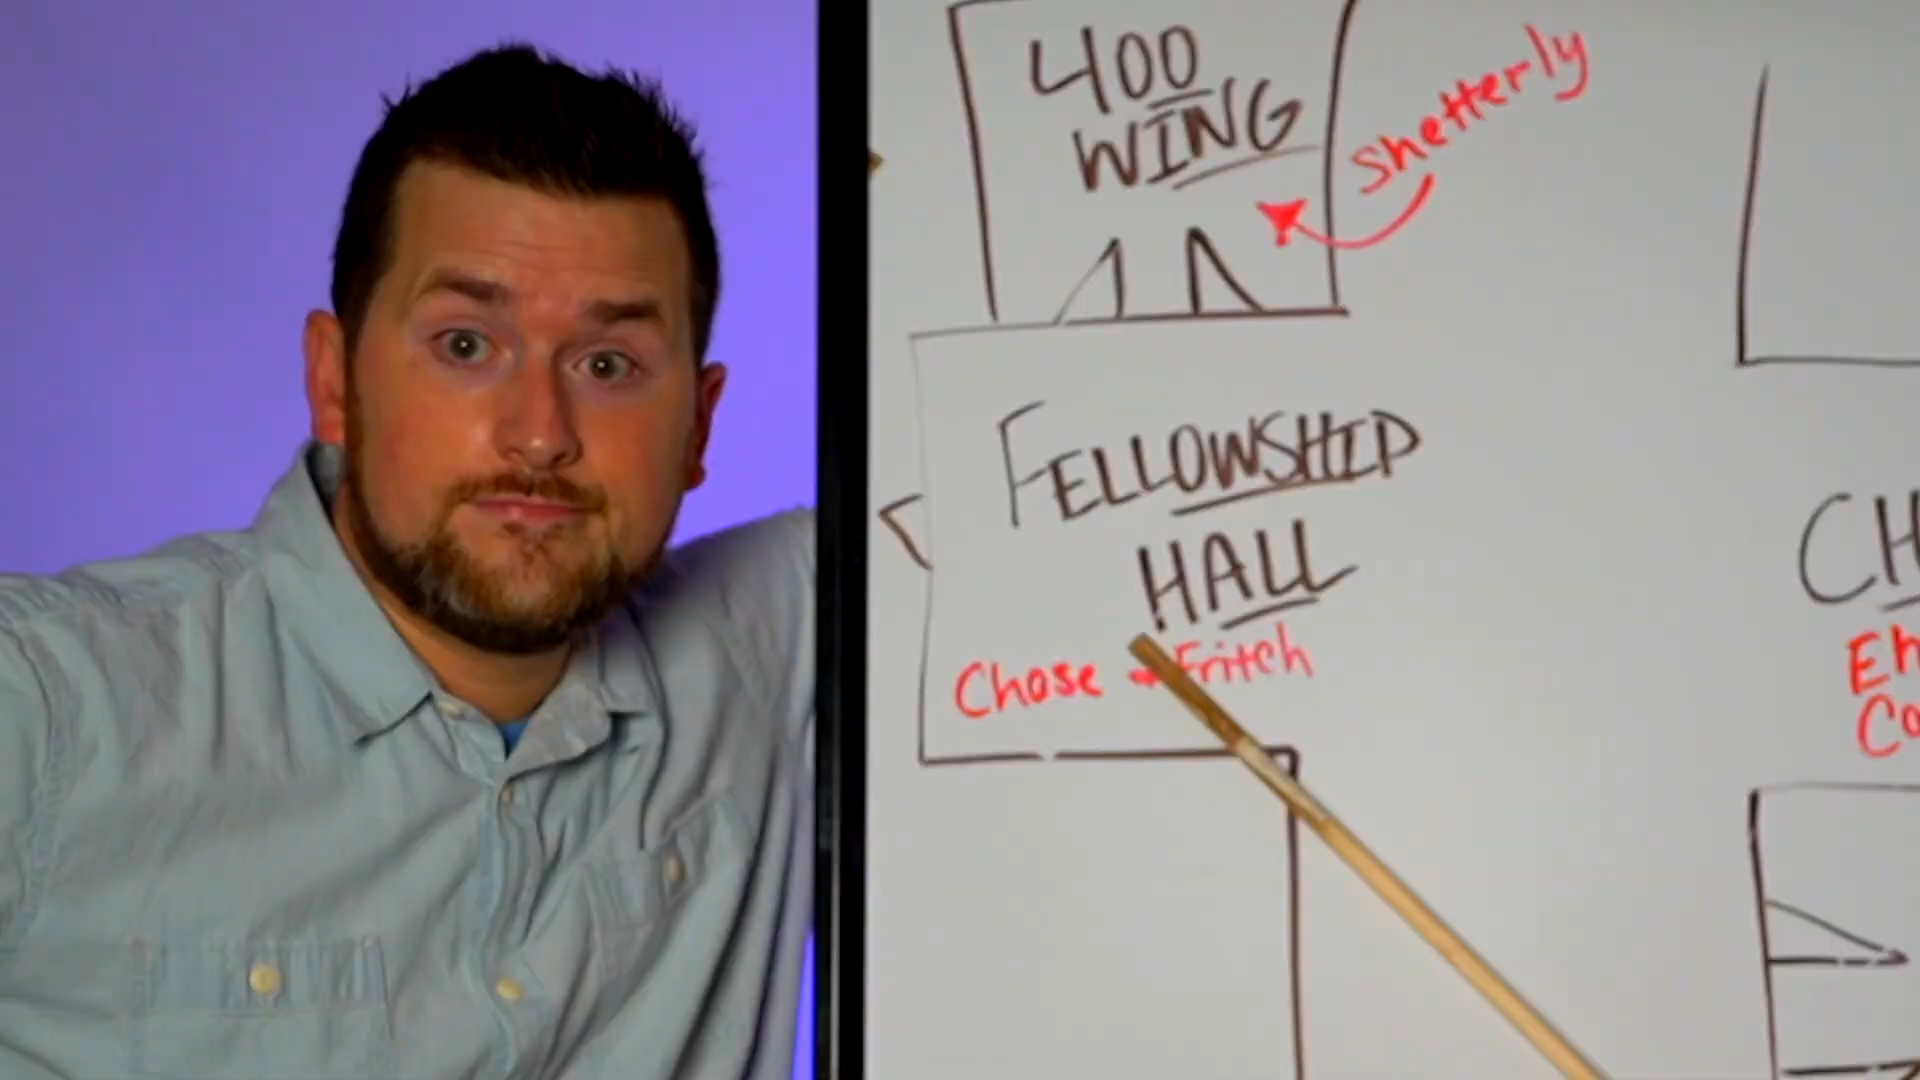 400
WING
Shetterly
FELLOWSHIP
HALL
Chase + Fritch
CH
Eh
Co